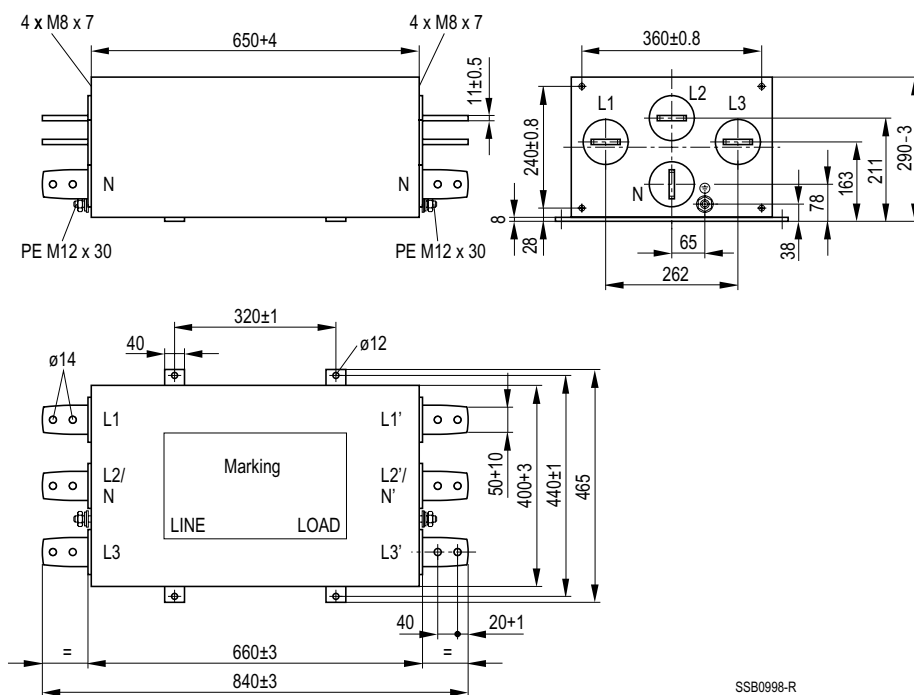 4 x M8 x 7
650+4
4 x M8 x 7
11±0.5
N
N
PE M12 x 30
PE M12 x 30
360±0.8
L1
L2
L3
N
240±0.8
8
28
65
262
38
78
163
211
290-3
320±1
40
ø12
ø14
L1
L1'
L2/
N
L2'/
N'
Marking
LINE
LOAD
L3
L3'
50+10
400+3
440±1
465
40
20+1
=
660±3
=
840±3
SSB0998-R